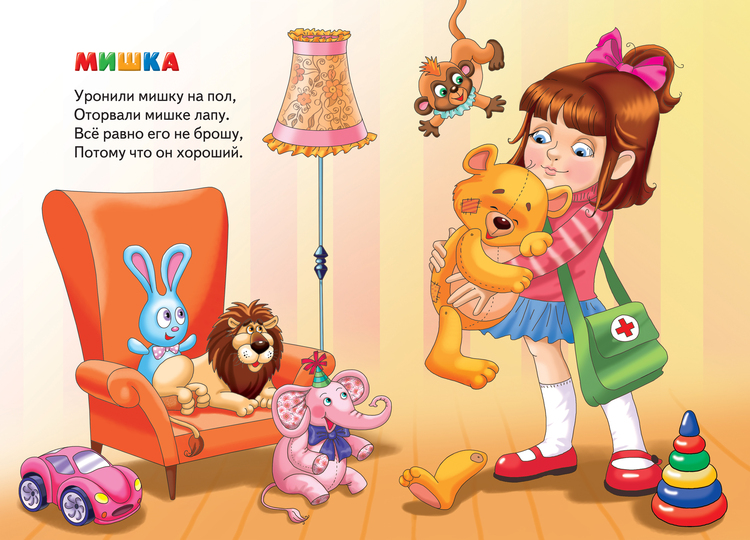 МИШКА
Уронили мишку на пол,
Оторвали мишке лапу.
Всё равно его не брошу,
Потому что он хороший.